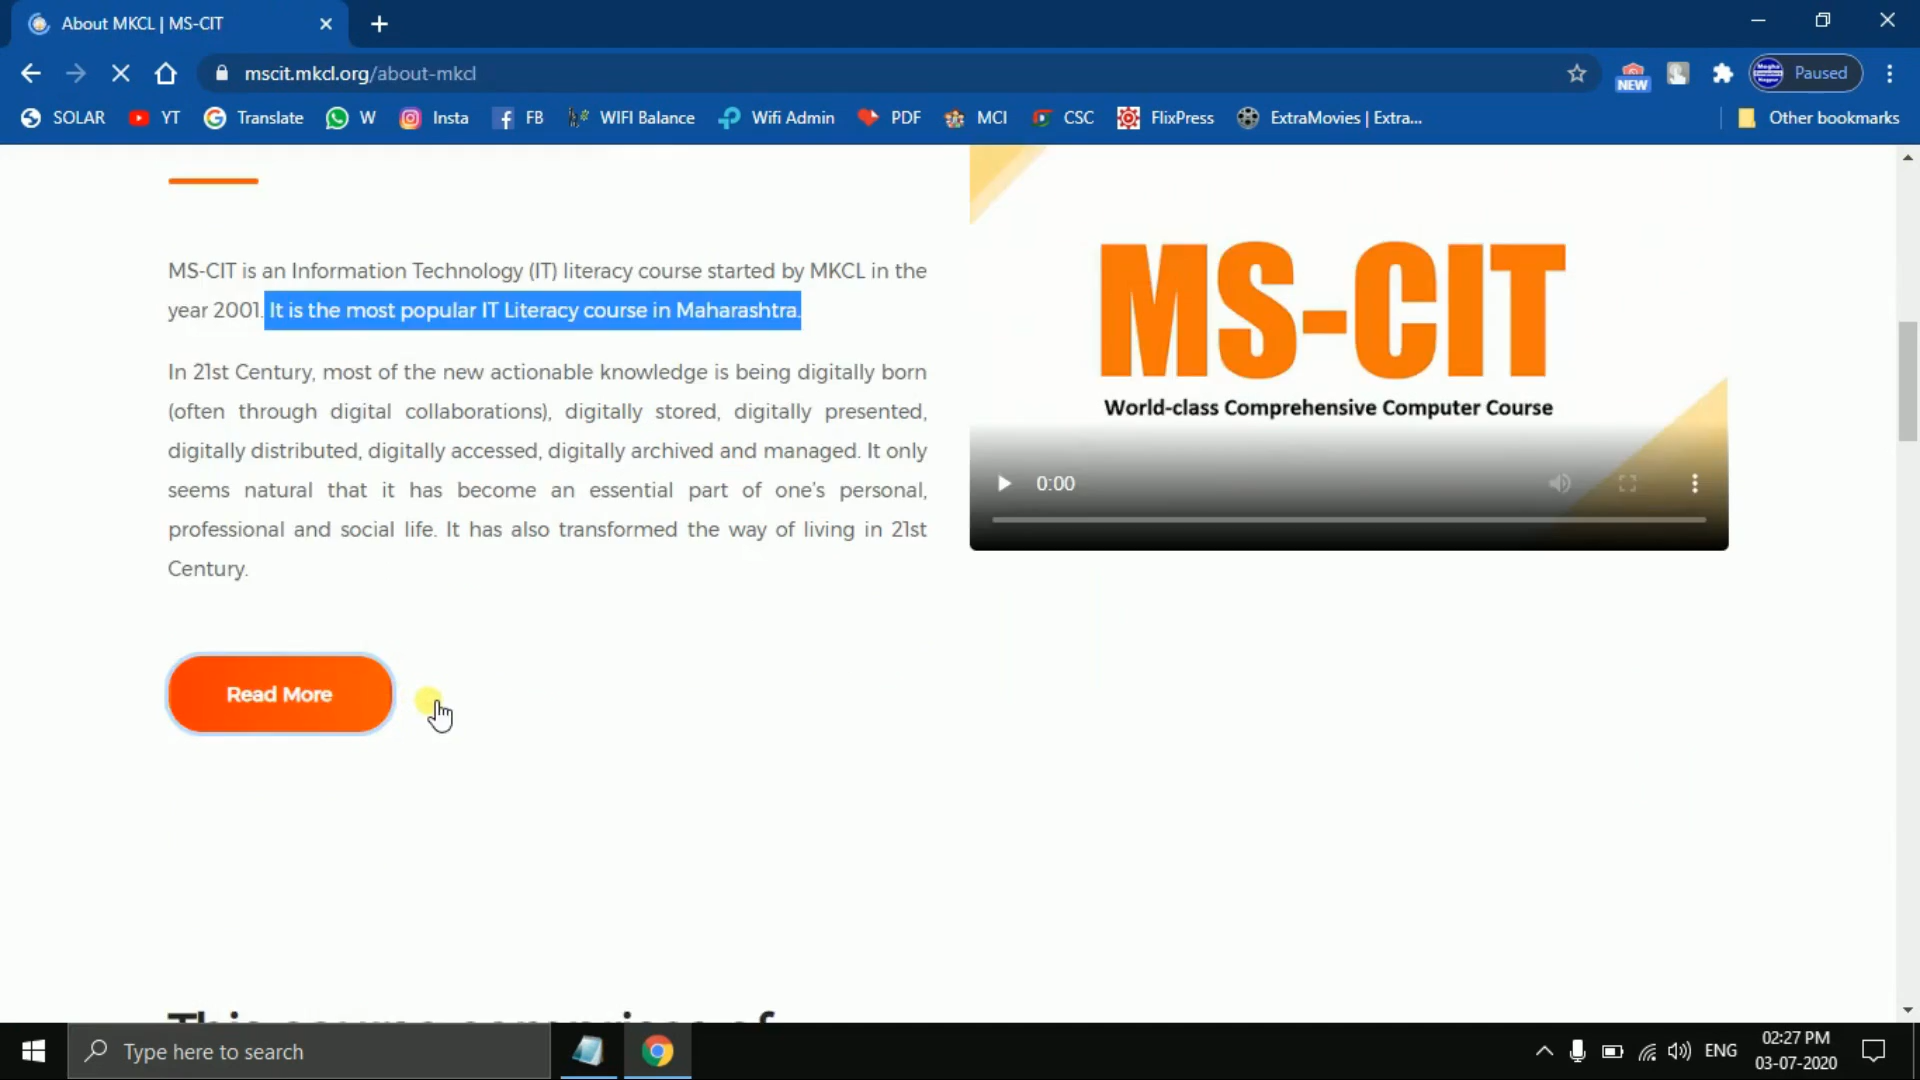 About MKCL | MS-CIT
mscit.mkcl.org/about-mkcl
NEW
Paused
SOLAR
YT
Translate
W
Insta
FB
WIFI Balance
Wifi Admin
PDF
MCI
CSC
FlixPress
ExtraMovies | Extra...
Other bookmarks
MS-CIT is an Information Technology (IT) literacy course started by MKCL in the
year 2001. It is the most popular IT Literacy course in Maharashtra.
In 21st Century, most of the new actionable knowledge is being digitally born
(often through digital collaborations), digitally stored, digitally presented,
digitally distributed, digitally accessed, digitally archived and managed. It only
seems natural that it has become an essential part of one's personal,
professional and social life. It has also transformed the way of living in 21st
Century.
Read More
MS-CIT
World-class Comprehensive Computer Course
0:00
This course comprises of
Type here to search
ENG
02:27 PM
03-07-2020